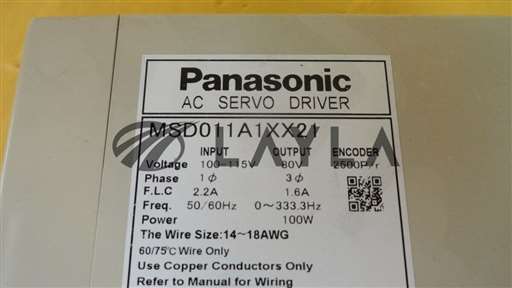 Panasonic
AC SERVO DRIVER
MSD011A1XX21
LAYLA
INPUT OUTPUT ENCODER
Voltage 100-115V 80V 2500P/r
Phase 1ϕ 3ϕ
F.L.C 2.2A 1.6A
Freq. 50/60Hz 0～333.3Hz
Power 100W
The Wire Size:14～18AWG
60/75℃ Wire Only
Use Copper Conductors Only
Refer to Manual for Wiring